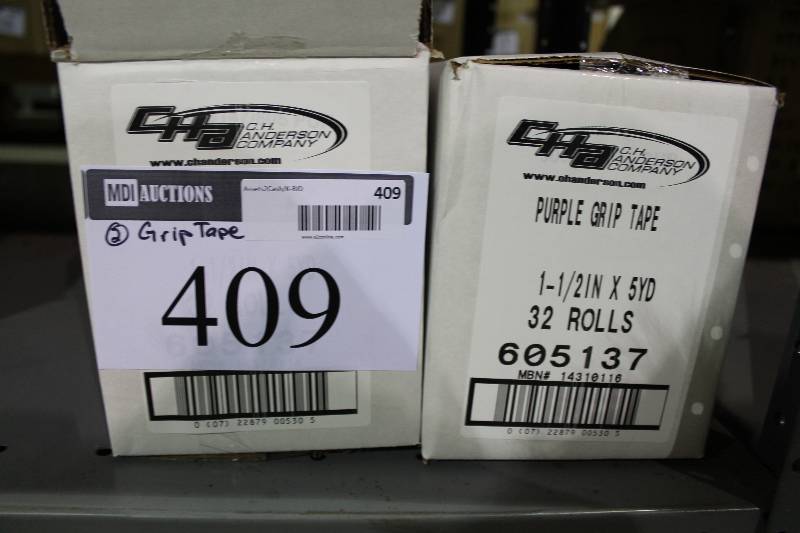 CHa C.H. ANDERSON COMPANY
www.chanderson.com
MDI AUCTIONS
409
② Grip Tape
409
0 (07) 22879 00530 5
CHa C.H. ANDERSON COMPANY
www.chanderson.com
PURPLE GRIP TAPE
1-1/2IN X 5YD
32 ROLLS
605137
MBN# 14310110
0 (07) 22879 00530 5